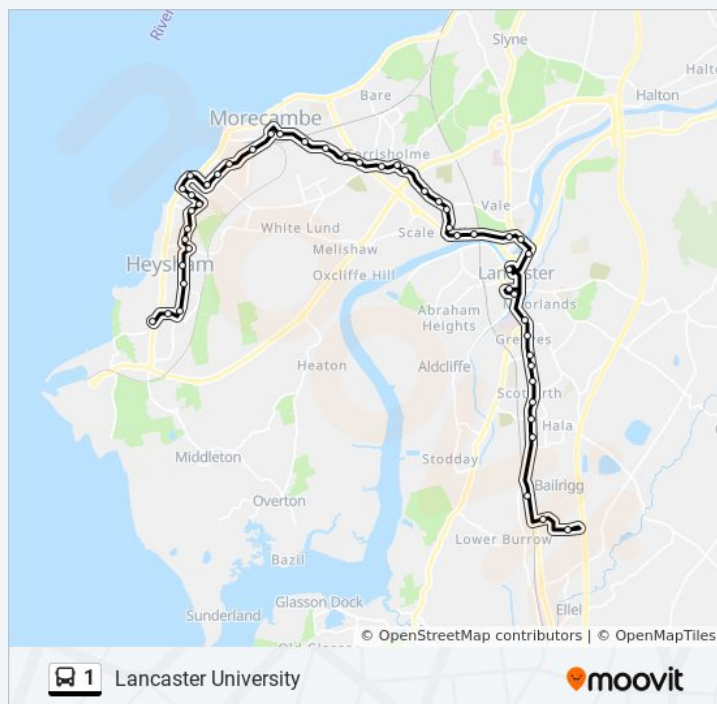 River
Slyne
Bare
Halton
Halto
Morecambe
Torrisholme
Vale
White Lund
Scale
Melishaw
Heysham
Oxcliffe Hill
Lancaster
Moorlands
Abraham
Heights
Greaves
Heaton
Aldcliffe
Scotforth
Hala
Middleton
Stodday
Bailrigg
Overton
Lower Burrow
Bazil
Glasson Dock
Sunderland
Ellel
© OpenStreetMap contributors | © OpenMapTiles
1 Lancaster University
moovit